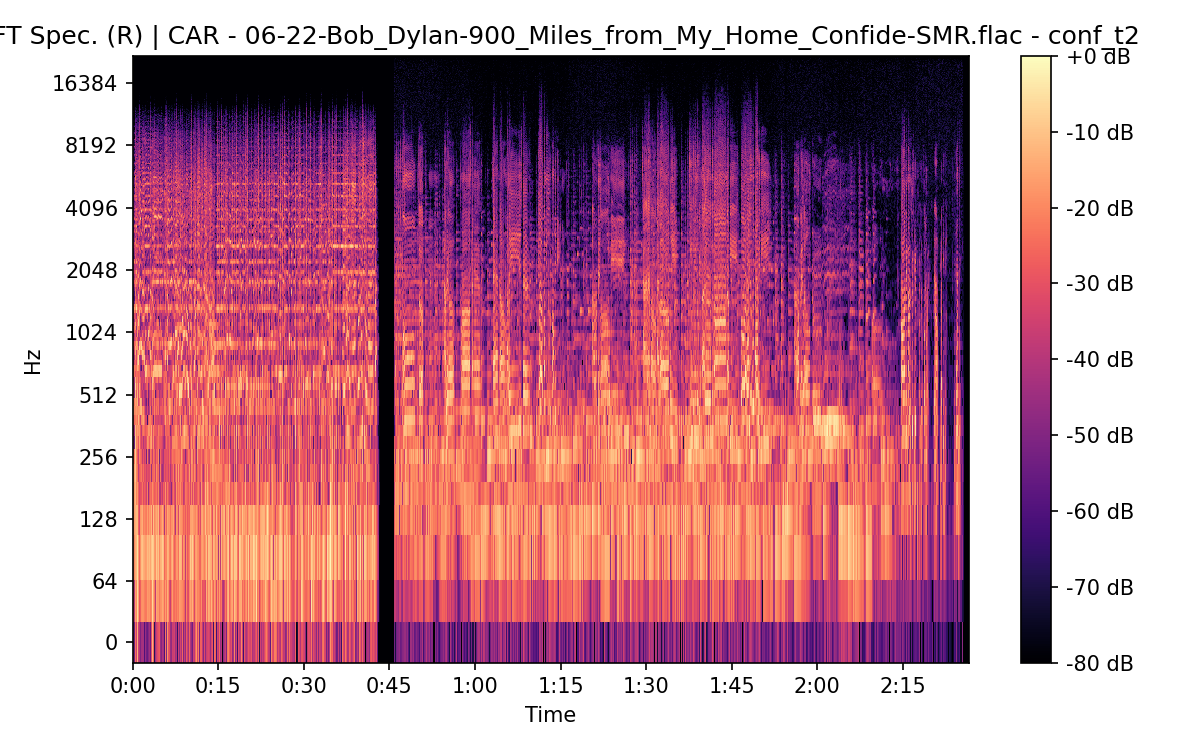 FT Spec. (R) | CAR - 06-22-Bob_Dylan-900_Miles_from_My_Home_Confide-SMR.flac - conf_t2
+0 dB
16384
-10 dB
8192
-20 dB
4096
-30 dB
2048
Hz
1024
-40 dB
512
-50 dB
256
-60 dB
128
-70 dB
64
0
-80 dB
0:00 0:15 0:30 0:45 1:00 1:15 1:30 1:45 2:00 2:15
Time